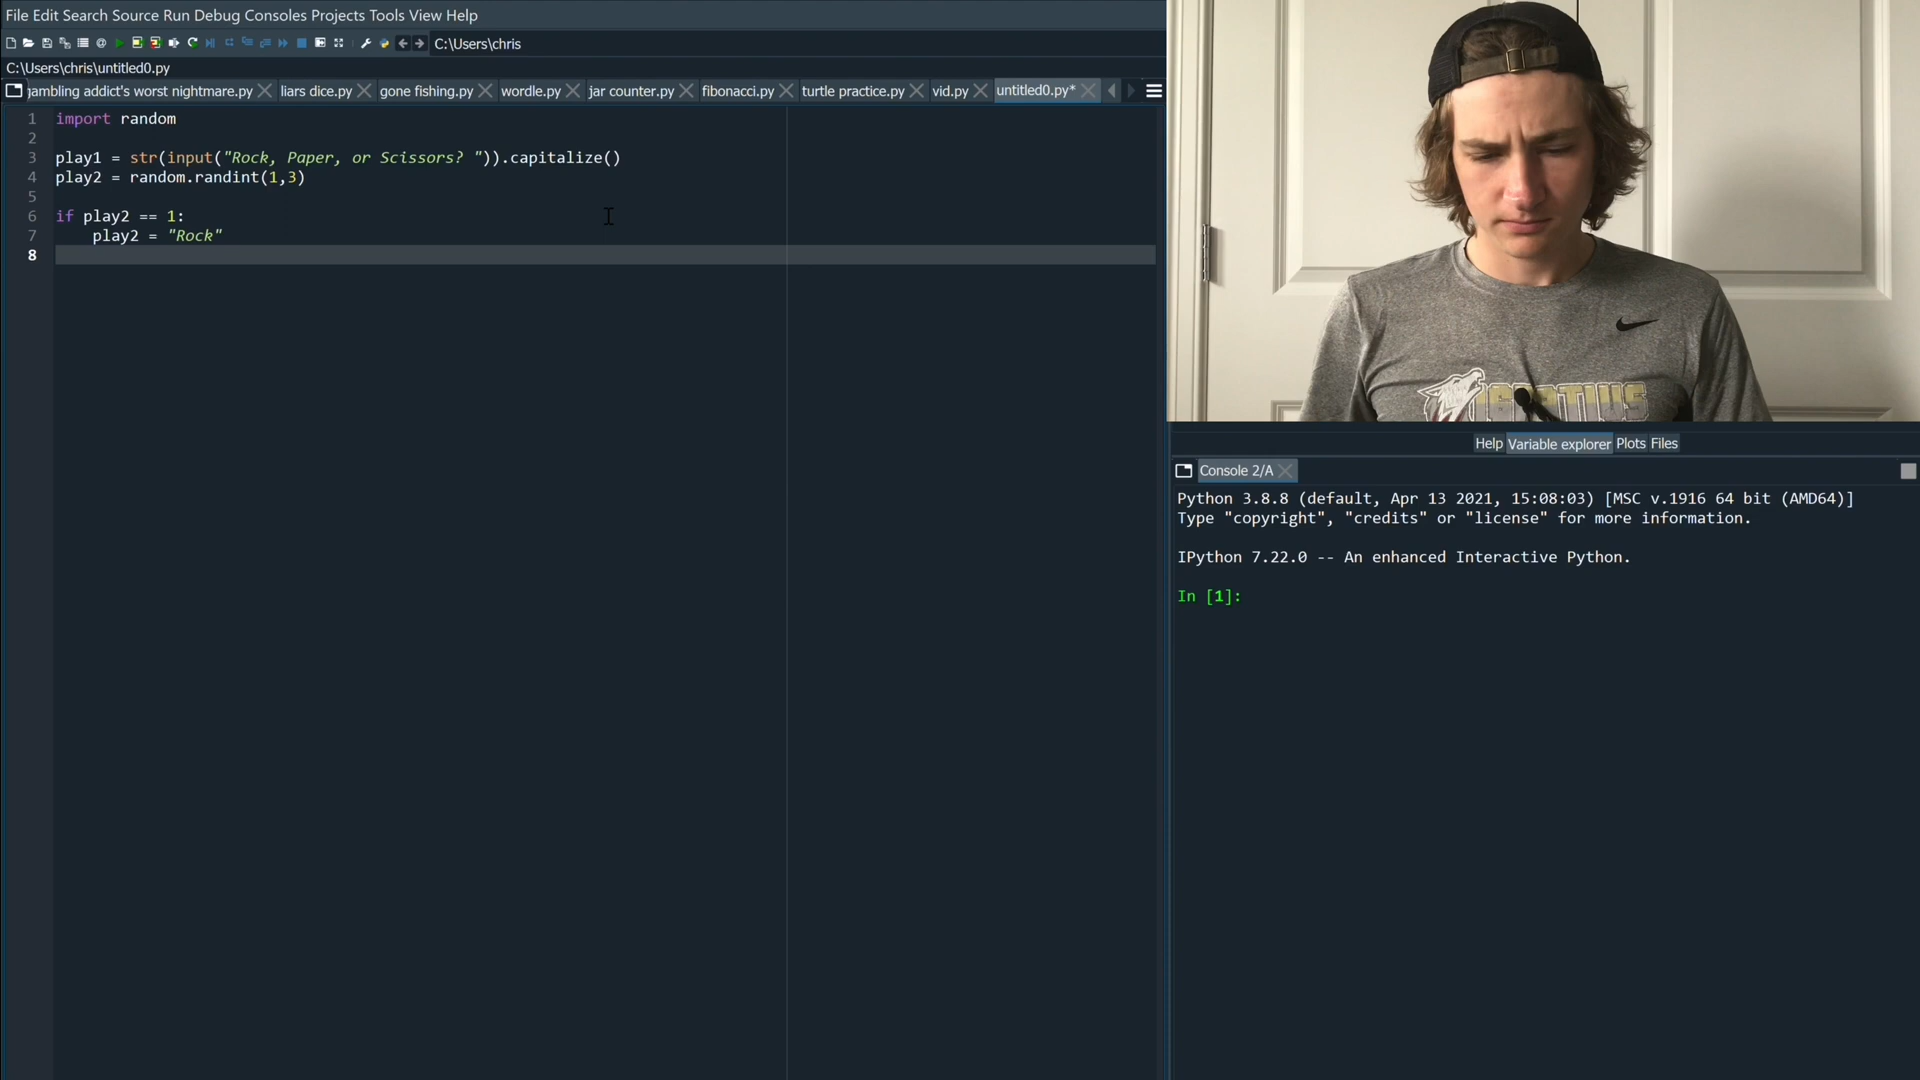 File Edit Search Source Run Debug Consoles Projects Tools View Help
C:\Users\chris
C:\Users\chris\untitled0.py
gambling addict's worst nightmare.py liars dice.py gone fishing.py wordle.py jar counter.py fibonacci.py turtle practice.py vid.py untitled0.py*
1 import random
2
3 play1 = str(input("Rock, Paper, or Scissors? ")).capitalize()
4 play2 = random.randint(1,3)
5
6 if play2 == 1:
7 play2 = "Rock"
8
Help Variable explorer Plots Files
Console 2/A
Python 3.8.8 (default, Apr 13 2021, 15:08:03) [MSC v.1916 64 bit (AMD64)]
Type "copyright", "credits" or "license" for more information.
IPython 7.22.0 -- An enhanced Interactive Python.
In [1]: